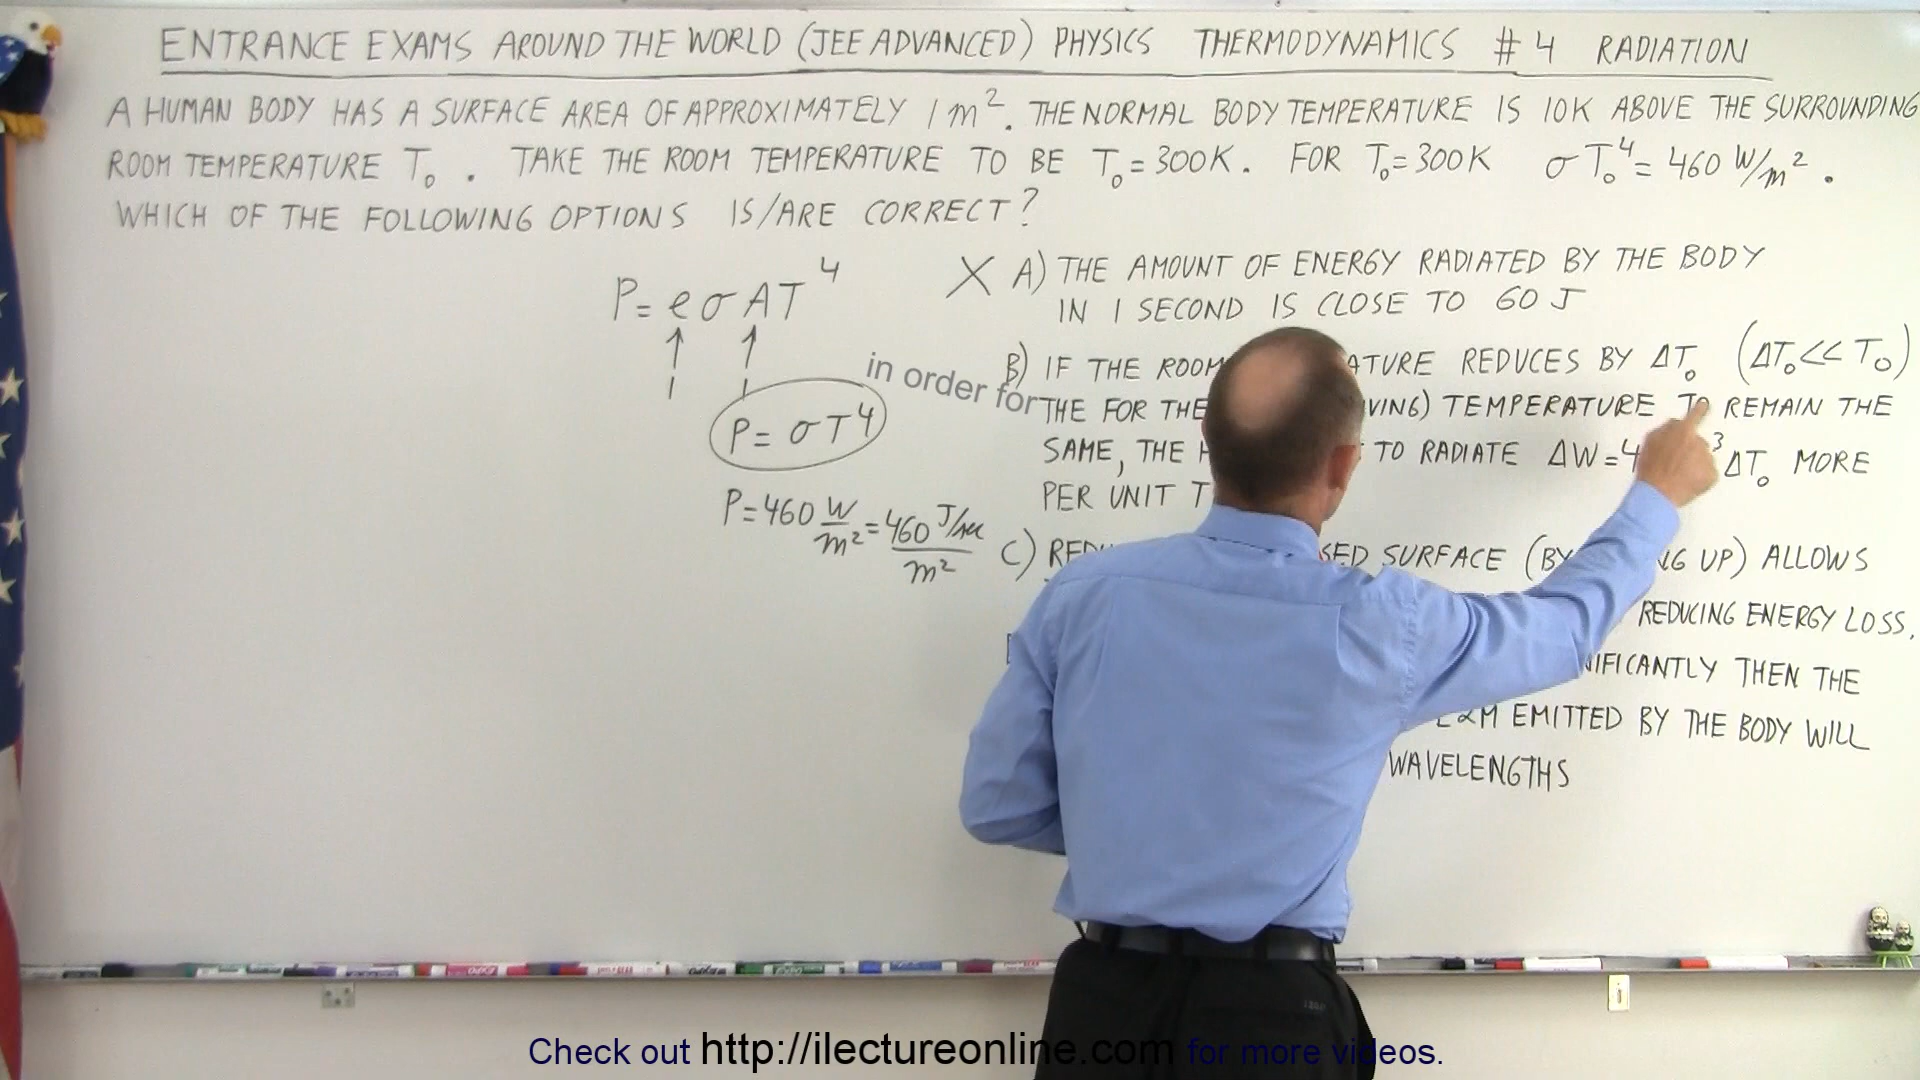 ENTRANCE EXAMS AROUND THE WORLD (JEE ADVANCED) PHYSICS THERMODYNAMICS # 4 RADIATION
A HUMAN BODY HAS A SURFACE AREA OF APPROXIMATELY 1 m². THE NORMAL BODY TEMPERATURE IS 10K ABOVE THE SURROUNDING
ROOM TEMPERATURE T₀. TAKE THE ROOM TEMPERATURE TO BE T₀ = 300K. FOR T₀ = 300K σT₀⁴ = 460 W/m².
WHICH OF THE FOLLOWING OPTIONS IS/ARE CORRECT?
P = eσAT⁴
1 1
P = σT⁴
P = 460 W/m² = 460 J/sec/m²
X A) THE AMOUNT OF ENERGY RADIATED BY THE BODY
IN 1 SECOND IS CLOSE TO 60 J
B) IF THE ROOM REDUCES BY ΔT₀ (ΔT₀ << T₀)
in order for
THE FOR THE TEMPERATURE TO REMAIN THE
SAME, THE TO RADIATE ΔW = 4 ³ΔT₀ MORE
PER UNIT
C) SURFACE (BY UP) ALLOWS
REDUCING ENERGY LOSS,
THEN THE
EMITTED BY THE BODY WILL
WAVELENGTHS
Check out http://ilectureonline.com for more videos.